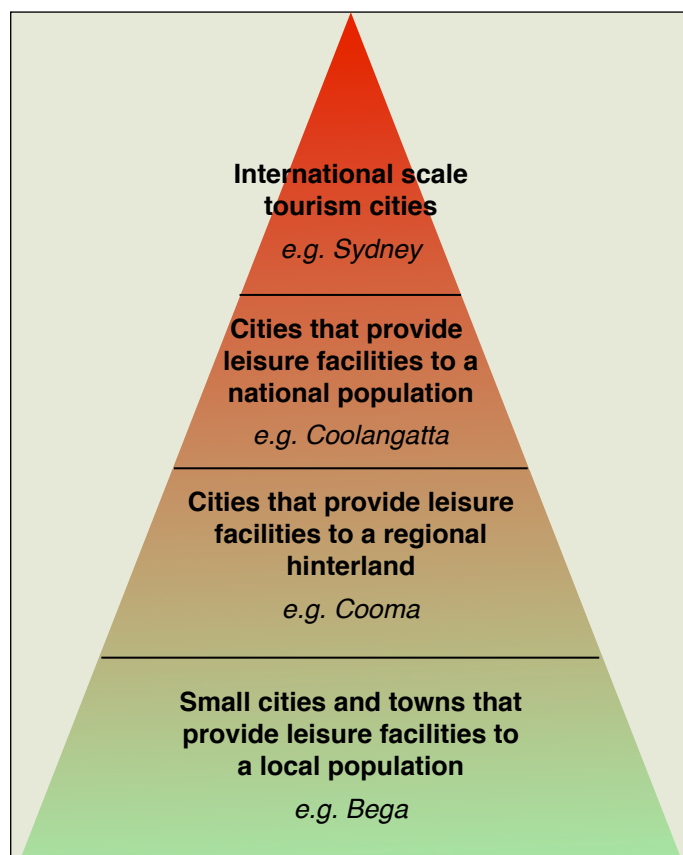 International scale
tourism cities
e.g. Sydney
Cities that provide
leisure facilities to a
national population
e.g. Coolangatta
Cities that provide leisure
facilities to a regional
hinterland
e.g. Cooma
Small cities and towns that
provide leisure facilities to
a local population
e.g. Bega